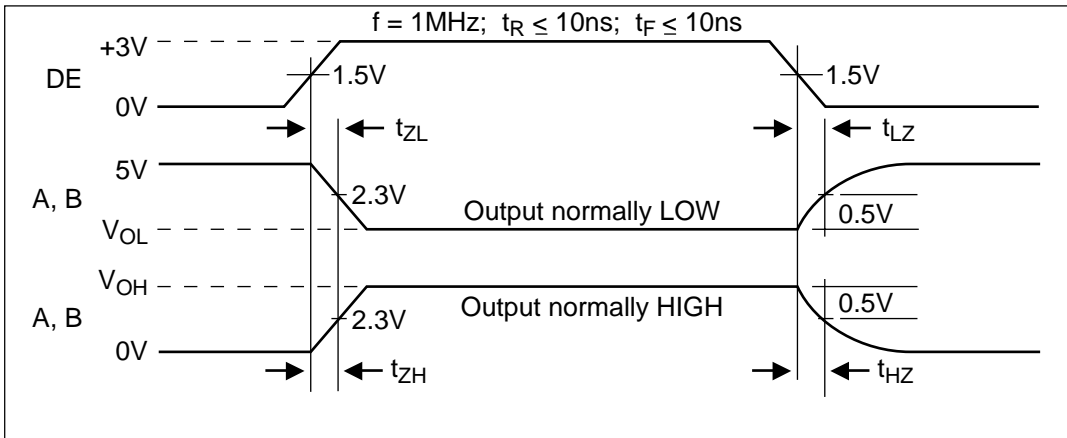 f = 1MHz; tR ≤ 10ns; tF ≤ 10ns
+3V
DE
1.5V
1.5V
0V
tZL
tLZ
5V
A, B
2.3V
Output normally LOW
0.5V
VOL
VOH
Output normally HIGH
0.5V
A, B
2.3V
0V
tZH
tHZ